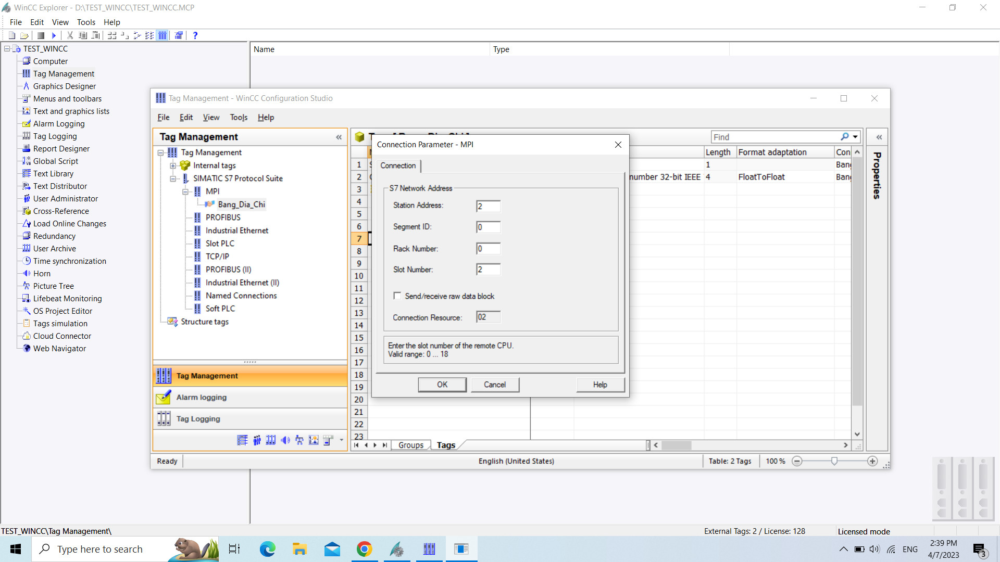 WinCC Explorer - D:\TEST_WINCC\TEST_WINCC.MCP
File Edit View Tools Help
TEST_WINCC
Computer
Tag Management
Graphics Designer
Menus and toolbars
Text and graphics lists
Alarm Logging
Tag Logging
Report Designer
Global Script
Text Library
Text Distributor
User Administrator
Cross-Reference
Load Online Changes
Redundancy
User Archive
Time synchronization
Horn
Picture Tree
Lifebeat Monitoring
OS Project Editor
Tags simulation
Cloud Connector
Web Navigator
Name Type
Tag Management - WinCC Configuration Studio
File Edit View Tools Help
Tag Management
Tag Management
Internal tags
SIMATIC S7 Protocol Suite
MPI
Bang_Dia_Chi
PROFIBUS
Industrial Ethernet
Slot PLC
TCP/IP
PROFIBUS (II)
Industrial Ethernet (II)
Named Connections
Soft PLC
Structure tags
Tag Management
Alarm logging
Tag Logging
Find
Length Format adaptation Con
1 1 Bang
2 number 32-bit IEEE 4 FloatToFloat Bang
3
4
5
6
7
8
9
10
11
12
13
14
15
16
17
18
19
20
21
22
23
Groups Tags
Properties
Connection Parameter - MPI
Connection
S7 Network Address
Station Address: 2
Segment ID: 0
Rack Number: 0
Slot Number: 2
Send/receive raw data block
Connection Resource: 02
Enter the slot number of the remote CPU.
Valid range: 0 ... 18
OK Cancel Help
Ready English (United States) Table: 2 Tags 100 %
TEST_WINCC\Tag Management\ External Tags: 2 / License: 128 Licensed mode
Type here to search
ENG
2:39 PM
4/7/2023
3